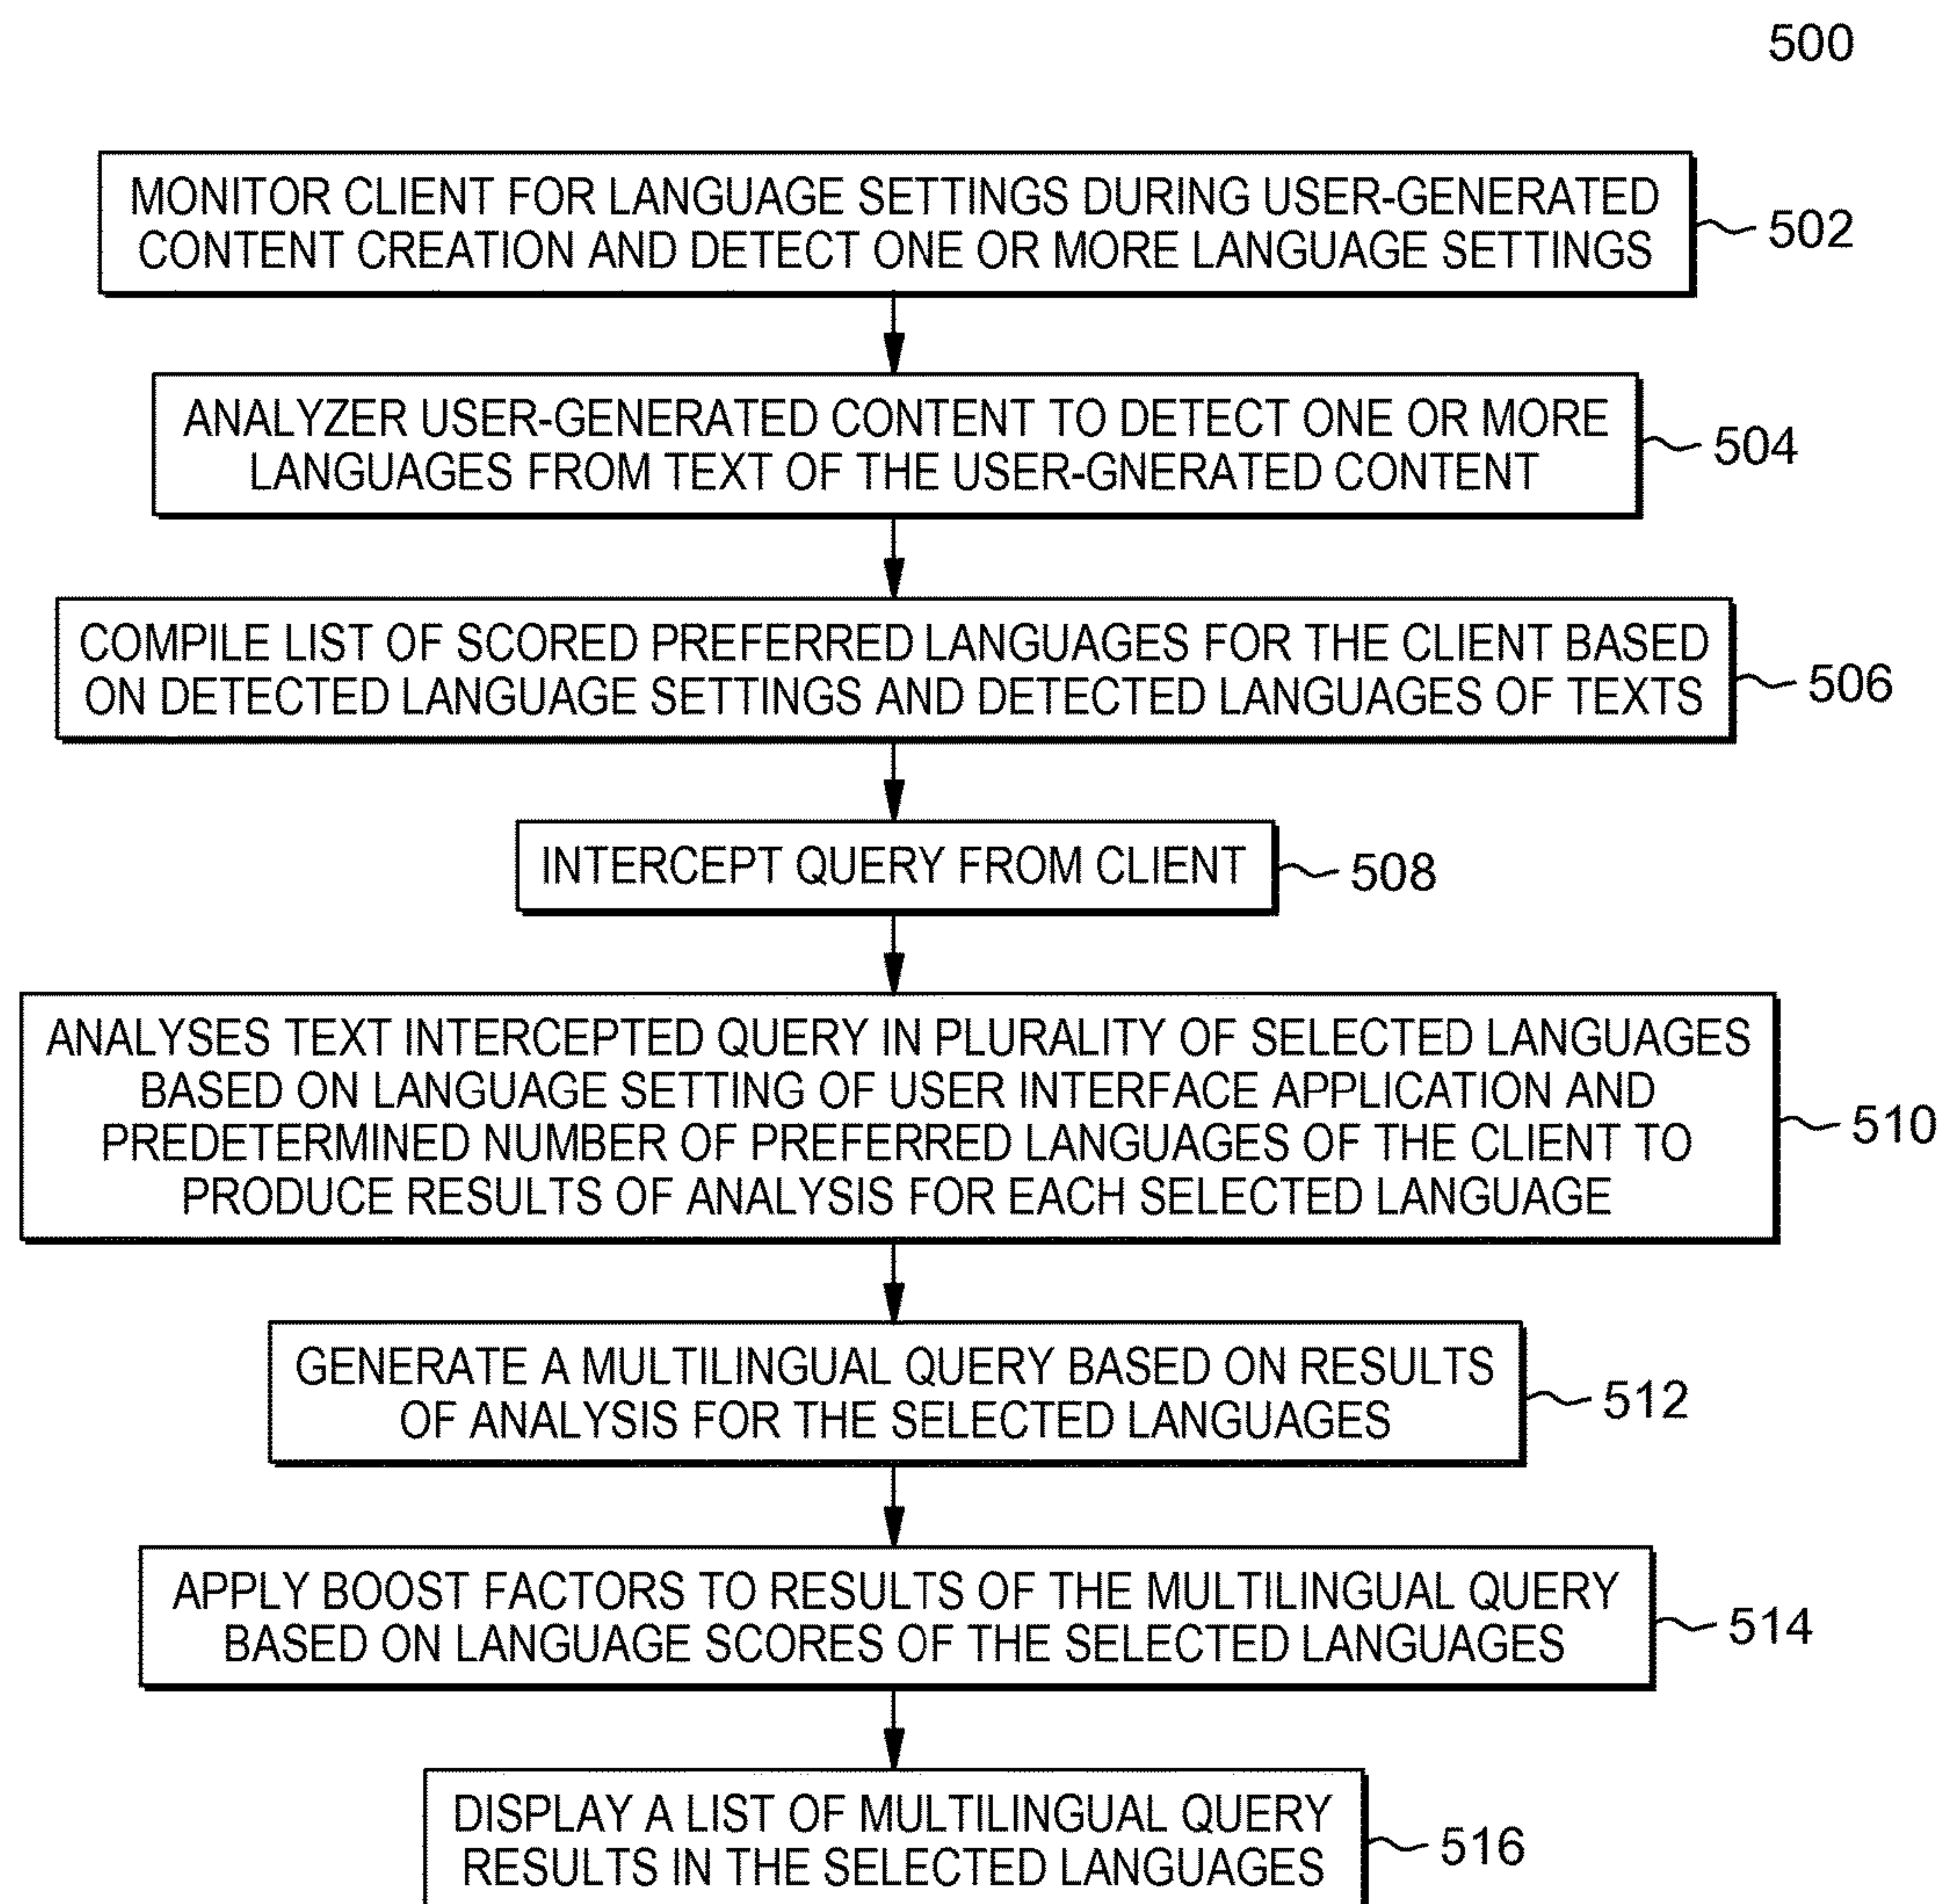 500
MONITOR CLIENT FOR LANGUAGE SETTINGS DURING USER-GENERATED
CONTENT CREATION AND DETECT ONE OR MORE LANGUAGE SETTINGS
502
ANALYZER USER-GENERATED CONTENT TO DETECT ONE OR MORE
LANGUAGES FROM TEXT OF THE USER-GNERATED CONTENT
504
COMPILE LIST OF SCORED PREFERRED LANGUAGES FOR THE CLIENT BASED
ON DETECTED LANGUAGE SETTINGS AND DETECTED LANGUAGES OF TEXTS
506
INTERCEPT QUERY FROM CLIENT
508
ANALYSES TEXT INTERCEPTED QUERY IN PLURALITY OF SELECTED LANGUAGES
BASED ON LANGUAGE SETTING OF USER INTERFACE APPLICATION AND
PREDETERMINED NUMBER OF PREFERRED LANGUAGES OF THE CLIENT TO
PRODUCE RESULTS OF ANALYSIS FOR EACH SELECTED LANGUAGE
510
GENERATE A MULTILINGUAL QUERY BASED ON RESULTS
OF ANALYSIS FOR THE SELECTED LANGUAGES
512
APPLY BOOST FACTORS TO RESULTS OF THE MULTILINGUAL QUERY
BASED ON LANGUAGE SCORES OF THE SELECTED LANGUAGES
514
DISPLAY A LIST OF MULTILINGUAL QUERY
RESULTS IN THE SELECTED LANGUAGES
516